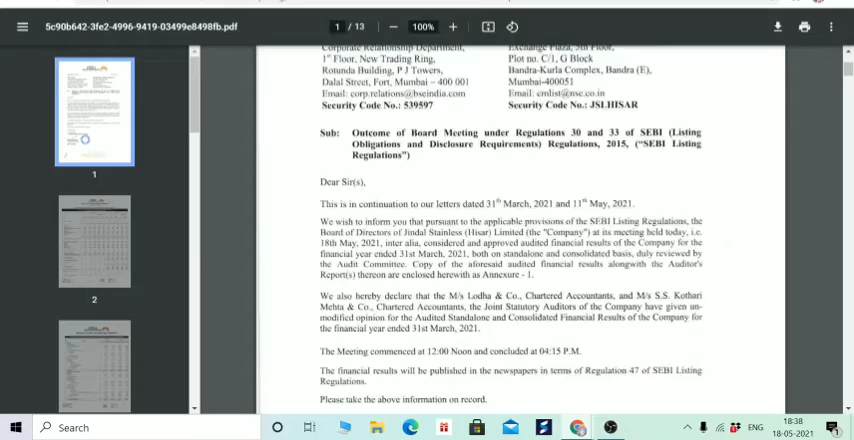 5c90b642-3fe2-4996-9419-03499e8498fb.pdf
1 / 13
100%
Corporate Relationship Department,
1st Floor, New Trading Ring,
Rotunda Building, P J Towers,
Dalal Street, Fort, Mumbai – 400 001
Email: corp.relations@bseindia.com
Security Code No.: 539597
Exchange Plaza, 5th Floor,
Plot no. C/1, G Block
Bandra-Kurla Complex, Bandra (E),
Mumbai-400051
Email: cmlist@nse.co.in
Security Code No.: JSLHISAR
Sub: Outcome of Board Meeting under Regulations 30 and 33 of SEBI (Listing
Obligations and Disclosure Requirements) Regulations, 2015, ("SEBI Listing
Regulations")
Dear Sir(s),
This is in continuation to our letters dated 31st March, 2021 and 11th May, 2021.
We wish to inform you that pursuant to the applicable provisions of the SEBI Listing Regulations, the
Board of Directors of Jindal Stainless (Hisar) Limited (the "Company") at its meeting held today, i.e.
18th May, 2021, inter alia, considered and approved audited financial results of the Company for the
financial year ended 31st March, 2021, both on standalone and consolidated basis, duly reviewed by
the Audit Committee. Copy of the aforesaid audited financial results alongwith the Auditor's
Report(s) thereon are enclosed herewith as Annexure - 1.
We also hereby declare that the M/s Lodha & Co., Chartered Accountants, and M/s S.S. Kothari
Mehta & Co., Chartered Accountants, the Joint Statutory Auditors of the Company have given un-
modified opinion for the Audited Standalone and Consolidated Financial Results of the Company for
the financial year ended 31st March, 2021.
The Meeting commenced at 12:00 Noon and concluded at 04:15 P.M.
The financial results will be published in the newspapers in terms of Regulation 47 of SEBI Listing
Regulations.
Please take the above information on record.
1
2
Search
ENG
18:38
18-05-2021
1